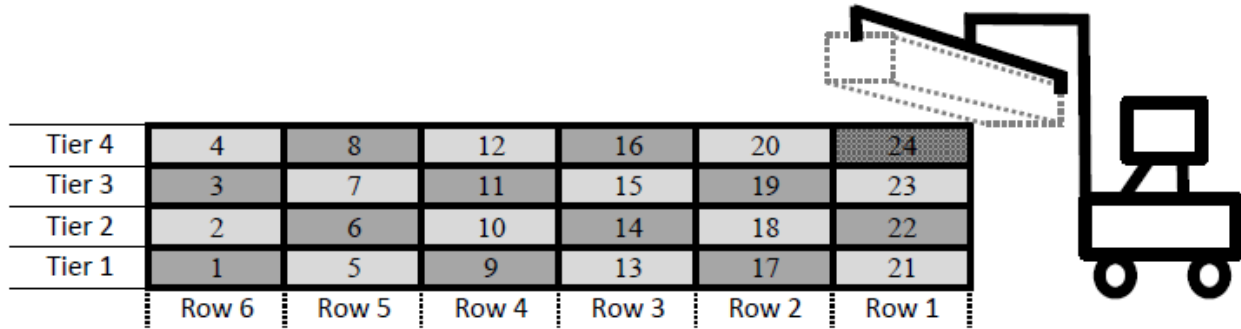 Tier 4 4 8 12 16 20 24
Tier 3 3 7 11 15 19 23
Tier 2 2 6 10 14 18 22
Tier 1 1 5 9 13 17 21
Row 6 Row 5 Row 4 Row 3 Row 2 Row 1